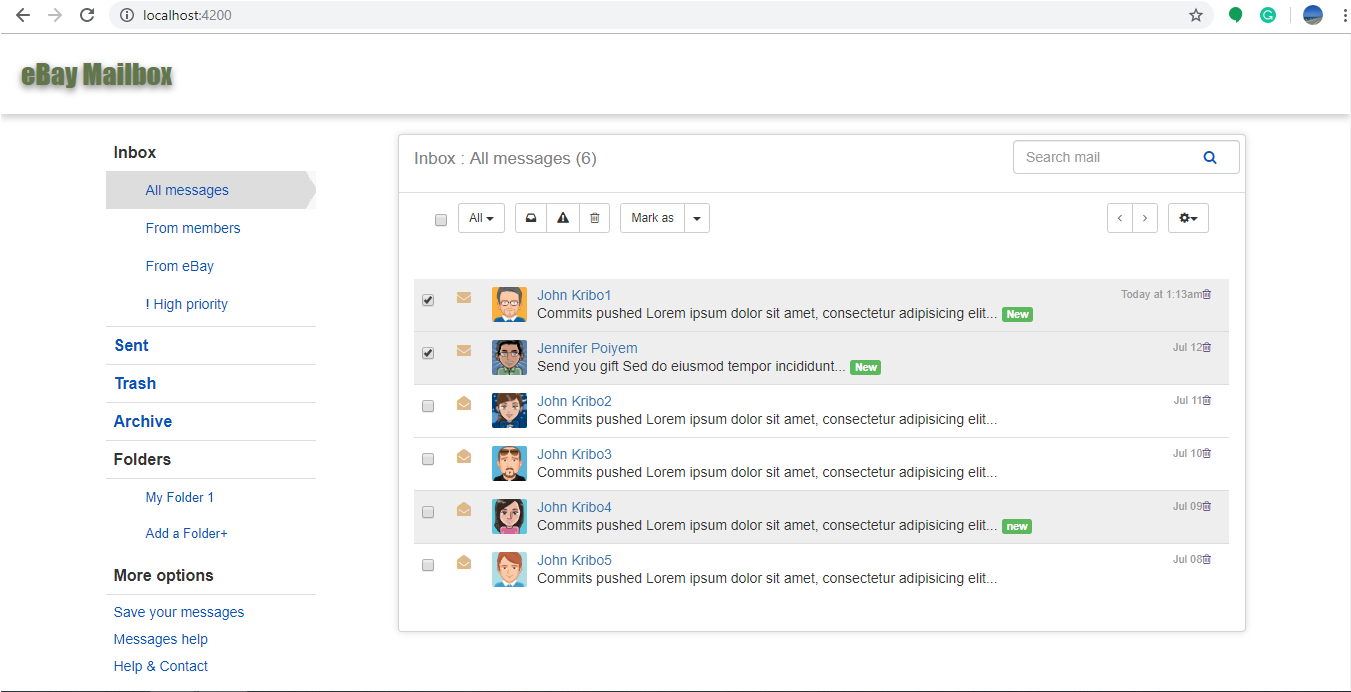 localhost:4200
eBay Mailbox
Inbox
All messages
From members
From eBay
! High priority
Sent
Trash
Archive
Folders
My Folder 1
Add a Folder+
More options
Save your messages
Messages help
Help & Contact
Inbox : All messages (6)
Search mail
All
Mark as
John Kribo1
Today at 1:13am
Commits pushed Lorem ipsum dolor sit amet, consectetur adipisicing elit... New
Jennifer Poiyem
Jul 12
Send you gift Sed do eiusmod tempor incididunt... New
John Kribo2
Jul 11
Commits pushed Lorem ipsum dolor sit amet, consectetur adipisicing elit...
John Kribo3
Jul 10
Commits pushed Lorem ipsum dolor sit amet, consectetur adipisicing elit...
John Kribo4
Jul 09
Commits pushed Lorem ipsum dolor sit amet, consectetur adipisicing elit... new
John Kribo5
Jul 08
Commits pushed Lorem ipsum dolor sit amet, consectetur adipisicing elit...